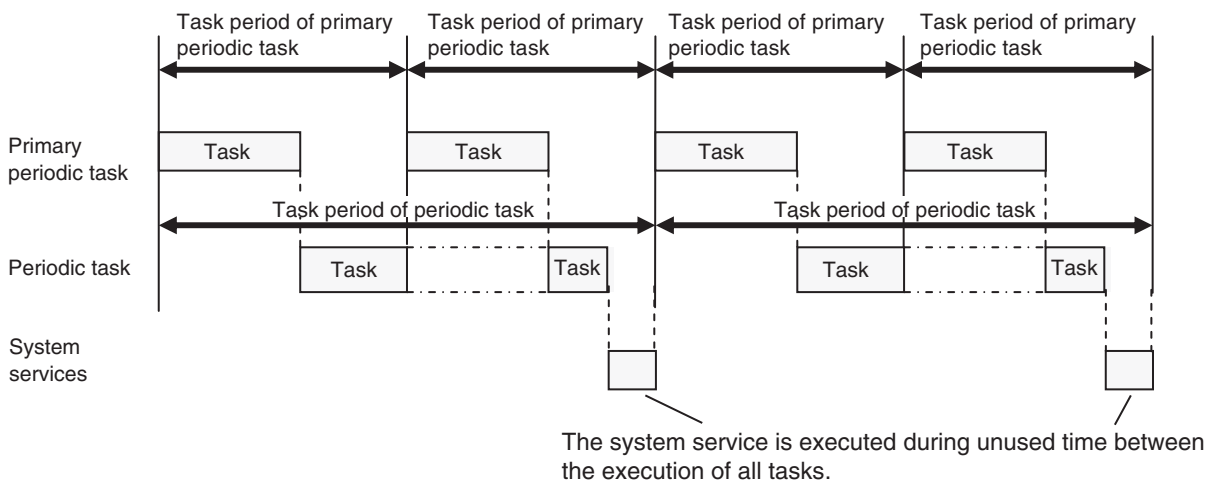 Task period of primary
periodic task
Task period of primary
periodic task
Task period of primary
periodic task
Task period of primary
periodic task
Primary
periodic task
Task
Task
Task
Task
Task period of periodic task
Task period of periodic task
Periodic task
Task
Task
Task
Task
System
services
The system service is executed during unused time between
the execution of all tasks.